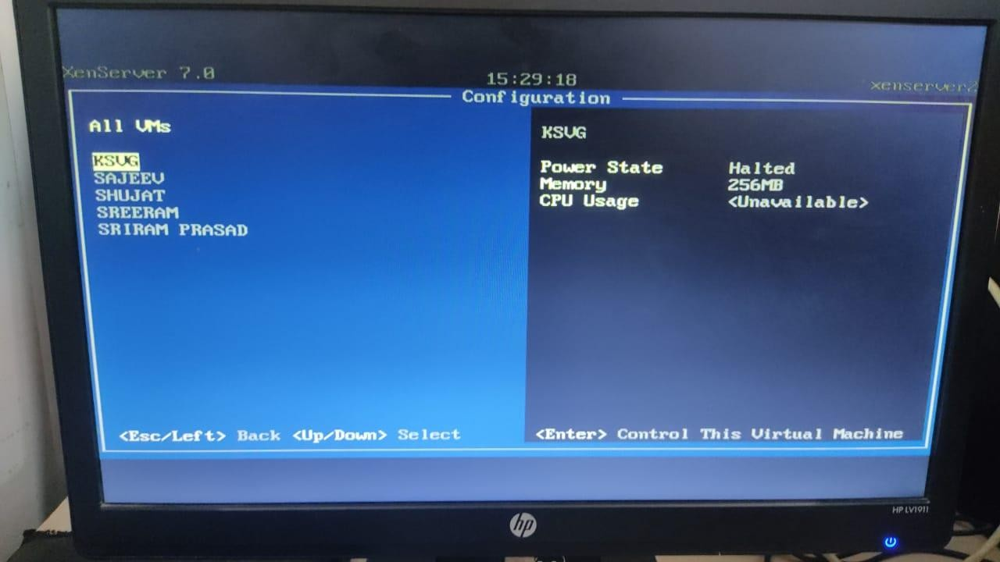 XenServer 7.0
15:29:18
xenserver2
Configuration
All VMs
KSVG
SAJEEV
SHUJAT
SREERAM
SRIRAM PRASAD
KSVG
Power State Halted
Memory 256MB
CPU Usage <Unavailable>
<Esc/Left> Back <Up/Down> Select
<Enter> Control This Virtual Machine
HP LV1911
hp